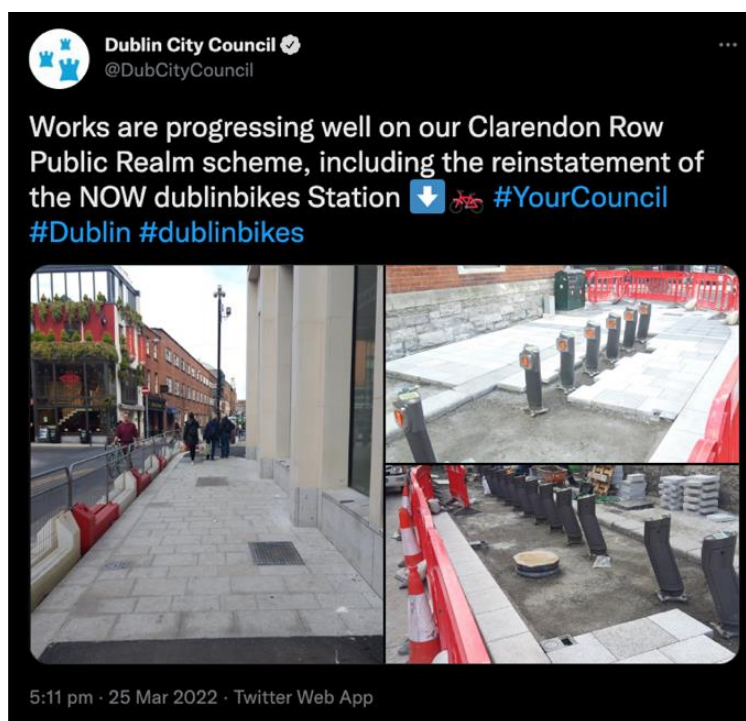 Dublin City Council
@DubCityCouncil
Works are progressing well on our Clarendon Row
Public Realm scheme, including the reinstatement of
the NOW dublinbikes Station ⬇️🚲 #YourCouncil
#Dublin #dublinbikes
5:11 pm · 25 Mar 2022 · Twitter Web App